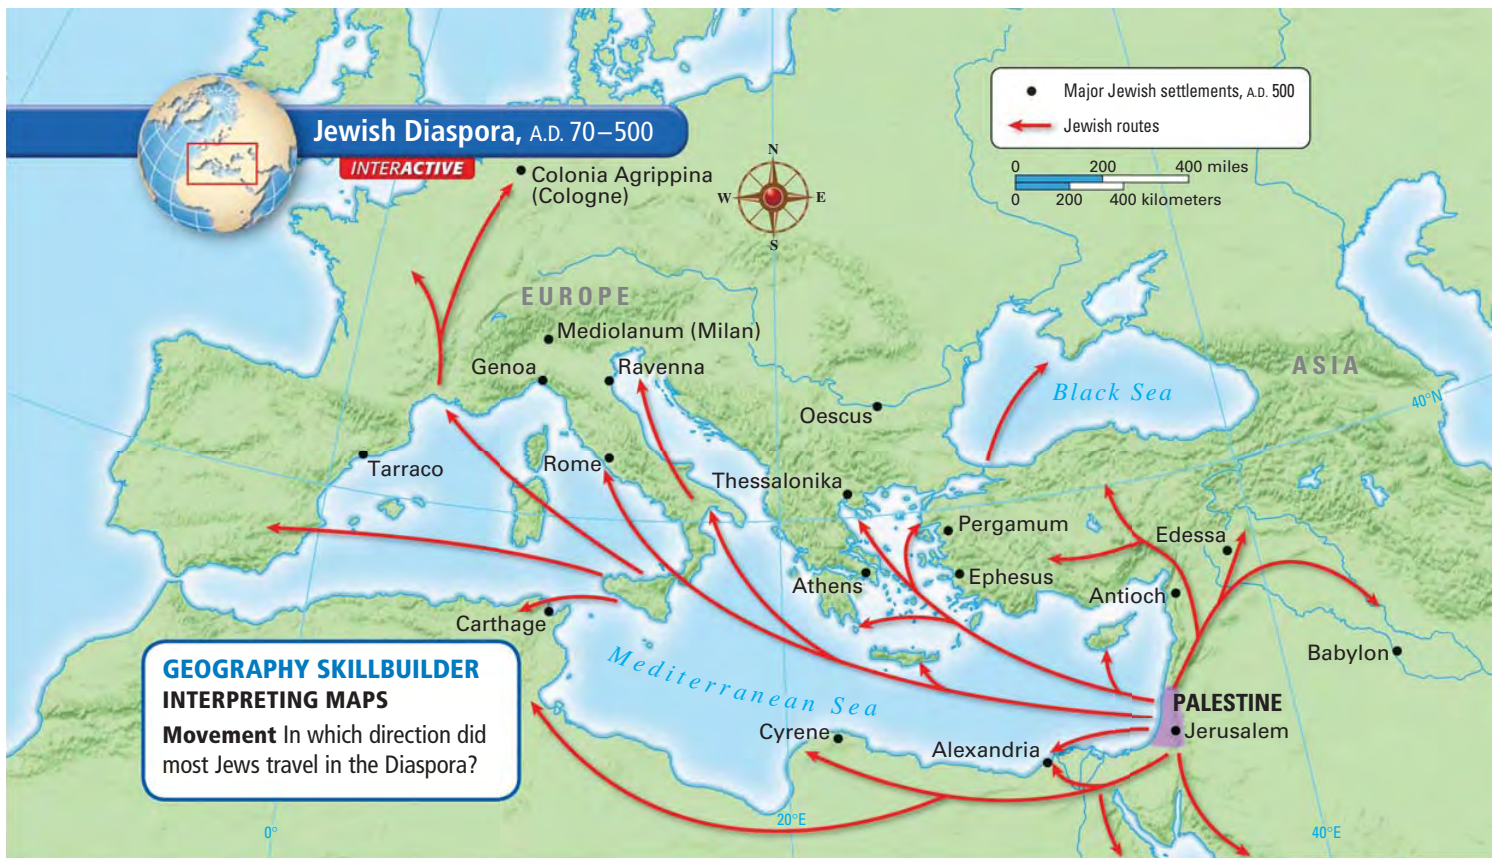 Jewish Diaspora, A.D. 70–500
INTERACTIVE
Major Jewish settlements, A.D. 500
Jewish routes
0 200 400 miles
0 200 400 kilometers
N
W E
S
Colonia Agrippina
(Cologne)
EUROPE
Mediolanum (Milan)
Genoa
Ravenna
ASIA
Black Sea
40°N
Oescus
Tarraco
Rome
Thessalonika
Pergamum
Edessa
Athens
Ephesus
Antioch
Carthage
Babylon
Mediterranean Sea
PALESTINE
Jerusalem
Cyrene
Alexandria
GEOGRAPHY SKILLBUILDER
INTERPRETING MAPS
Movement In which direction did
most Jews travel in the Diaspora?
0°
20°E
40°E